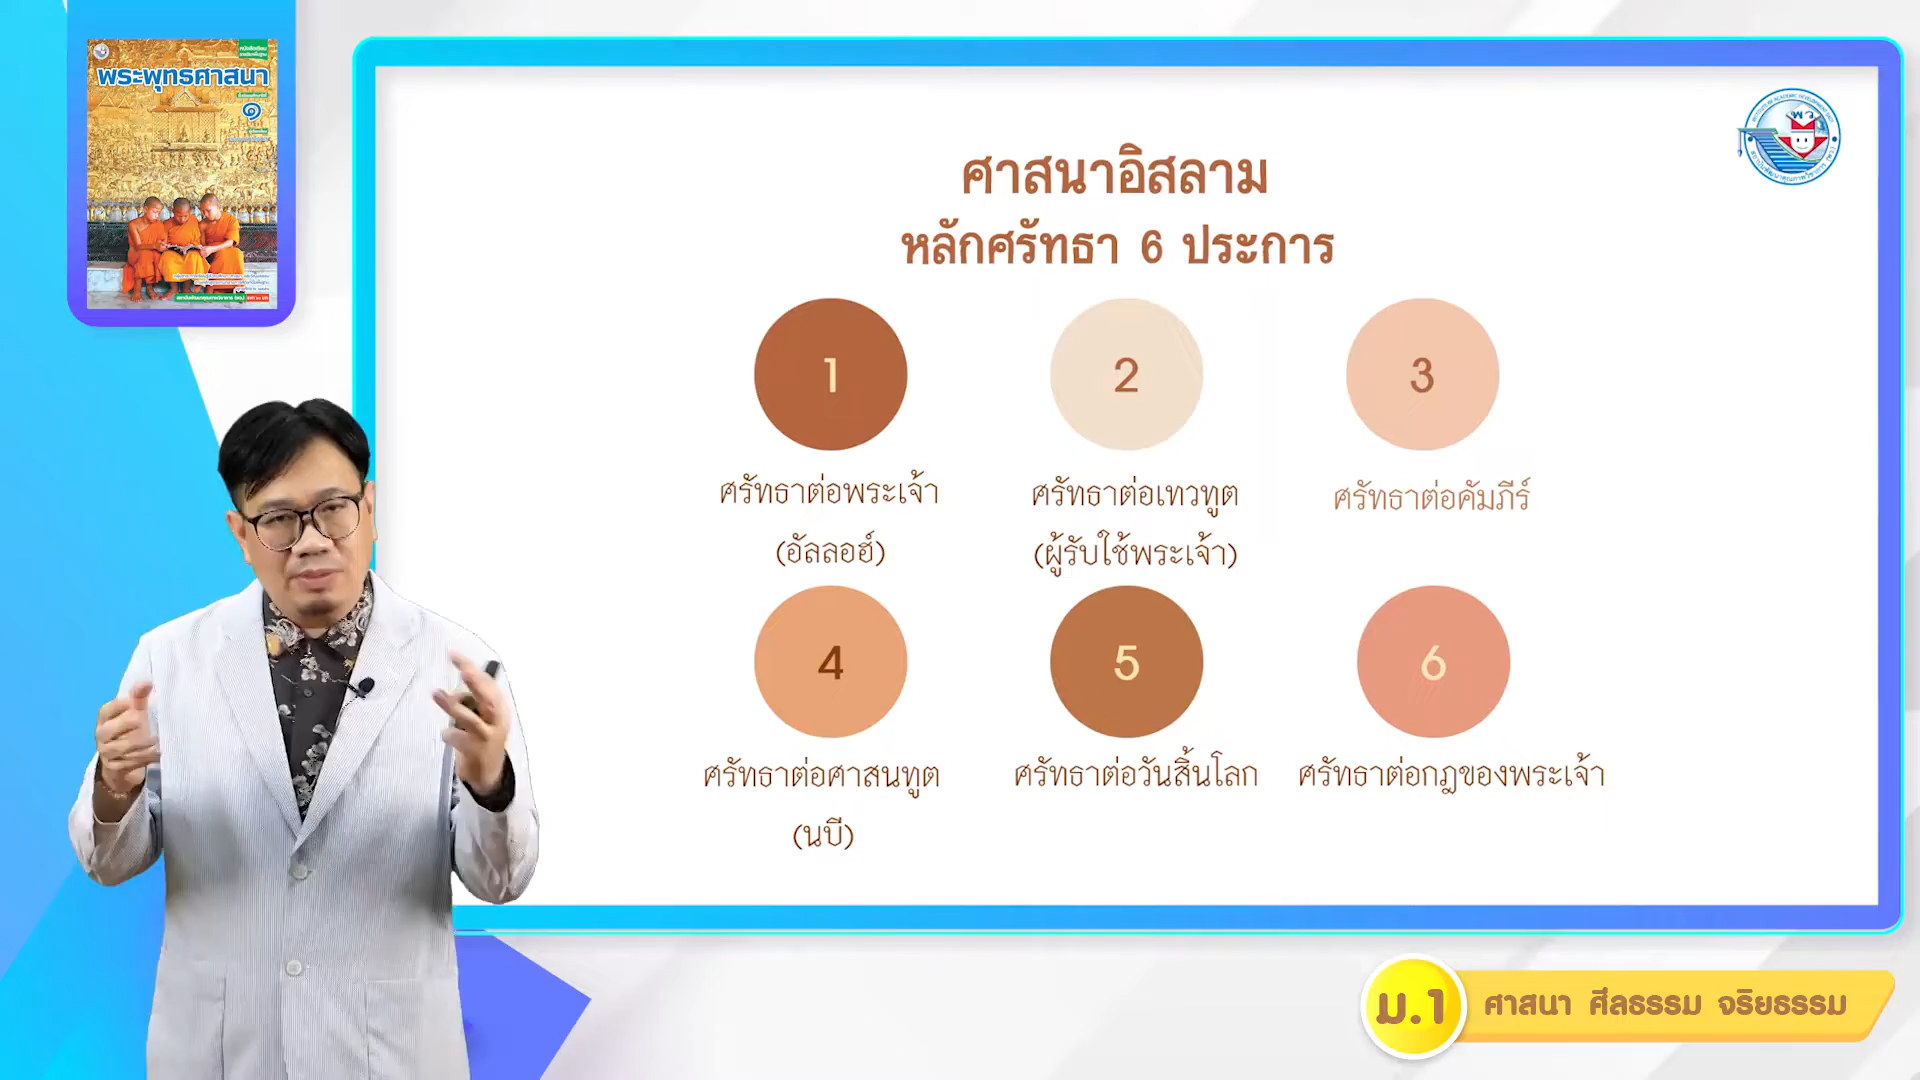 พระพุทธศาสนา
๑
พว
ศาสนาอิสลาม
หลักศรัทธา 6 ประการ
1
2
3
ศรัทธาต่อพระเจ้า
(อัลลอฮ์)
ศรัทธาต่อเทวทูต
(ผู้รับใช้พระเจ้า)
ศรัทธาต่อคัมภีร์
4
5
6
ศรัทธาต่อศาสนทูต
(นบี)
ศรัทธาต่อวันสิ้นโลก
ศรัทธาต่อกฎของพระเจ้า
ม.1
ศาสนา ศีลธรรม จริยธรรม